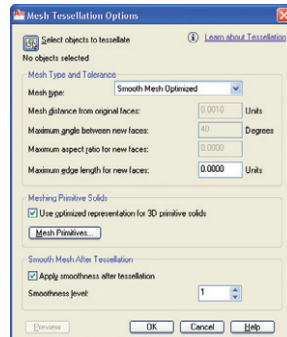 Mesh Tessellation Options
Select objects to tessellate
Learn about Tessellation
No objects selected
Mesh Type and Tolerance
Mesh type: Smooth Mesh Optimized
Mesh distance from original faces: 0.0010 Units
Maximum angle between new faces: 40 Degrees
Maximum aspect ratio for new faces: 0.0000
Maximum edge length for new faces: 0.0000 Units
Meshing Primitive Solids
Use optimized representation for 3D primitive solids
Mesh Primitives...
Smooth Mesh After Tessellation
Apply smoothness after tessellation
Smoothness level: 1
Preview OK Cancel Help